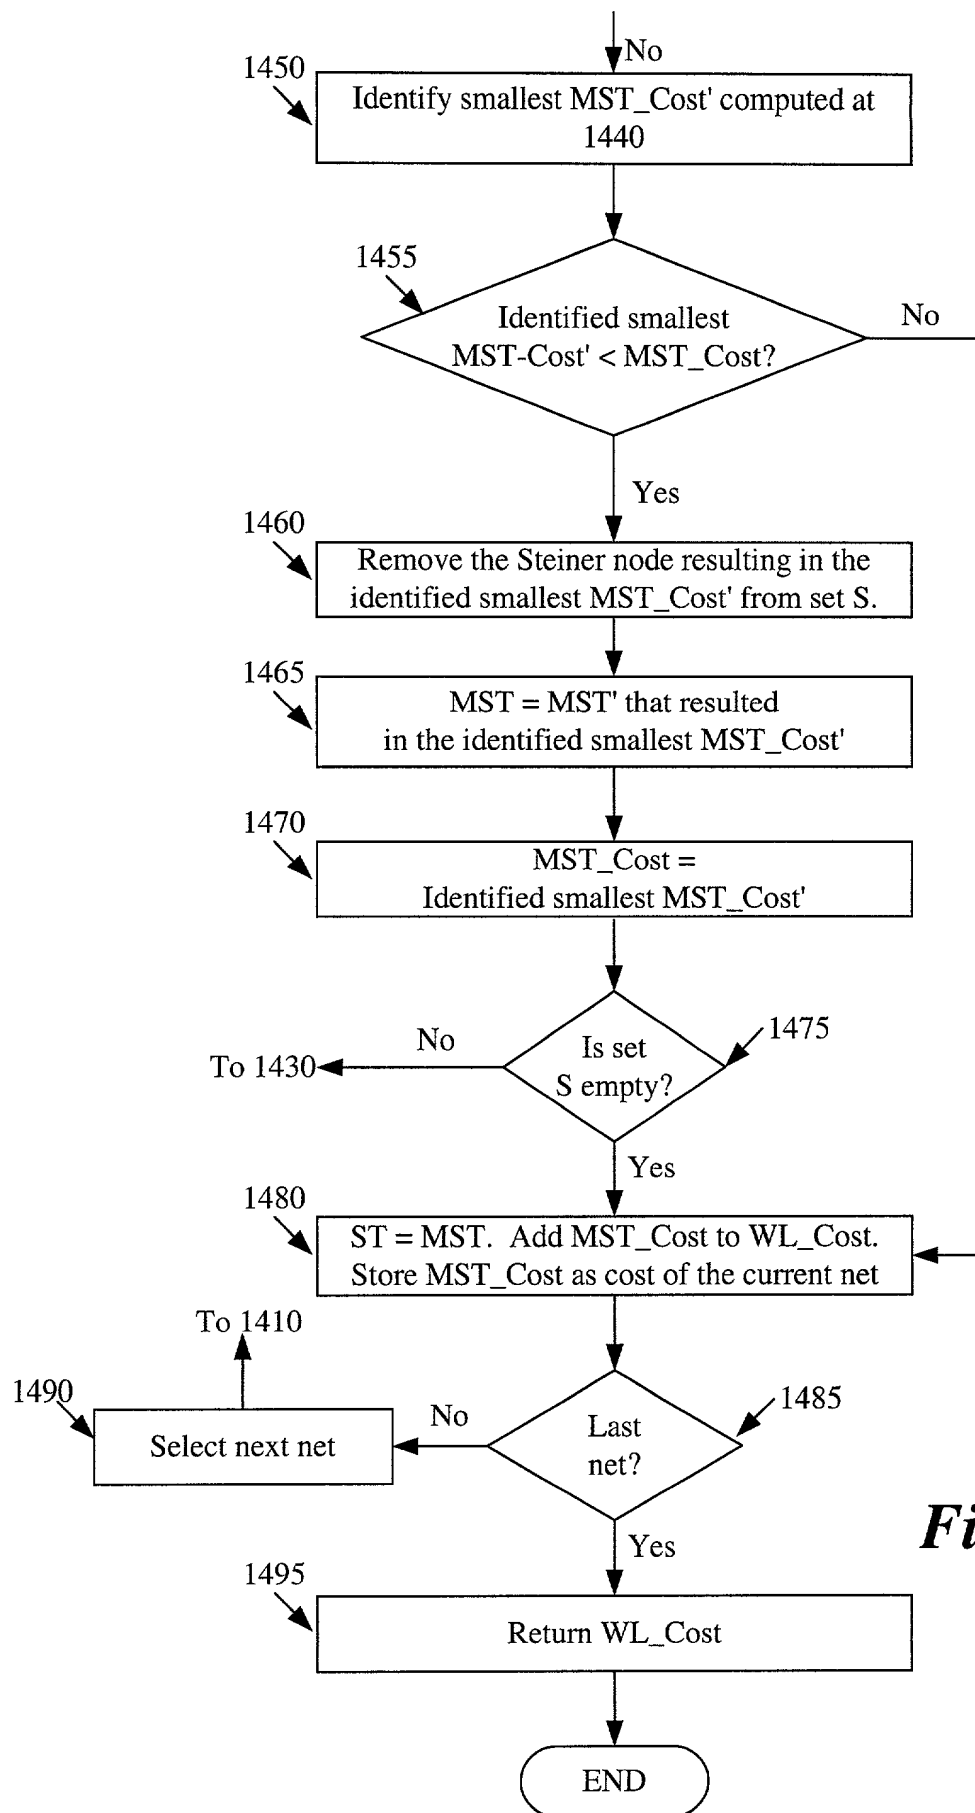 No
1450
Identify smallest MST_Cost' computed at
1440
1455
Identified smallest
MST-Cost' < MST_Cost?
No
Yes
1460
Remove the Steiner node resulting in the
identified smallest MST_Cost' from set S.
1465
MST = MST' that resulted
in the identified smallest MST_Cost'
1470
MST_Cost =
Identified smallest MST_Cost'
1475
Is set
S empty?
No
To 1430
Yes
1480
ST = MST. Add MST_Cost to WL_Cost.
Store MST_Cost as cost of the current net
To 1410
1490
Select next net
No
1485
Last
net?
Fi
Yes
1495
Return WL_Cost
END